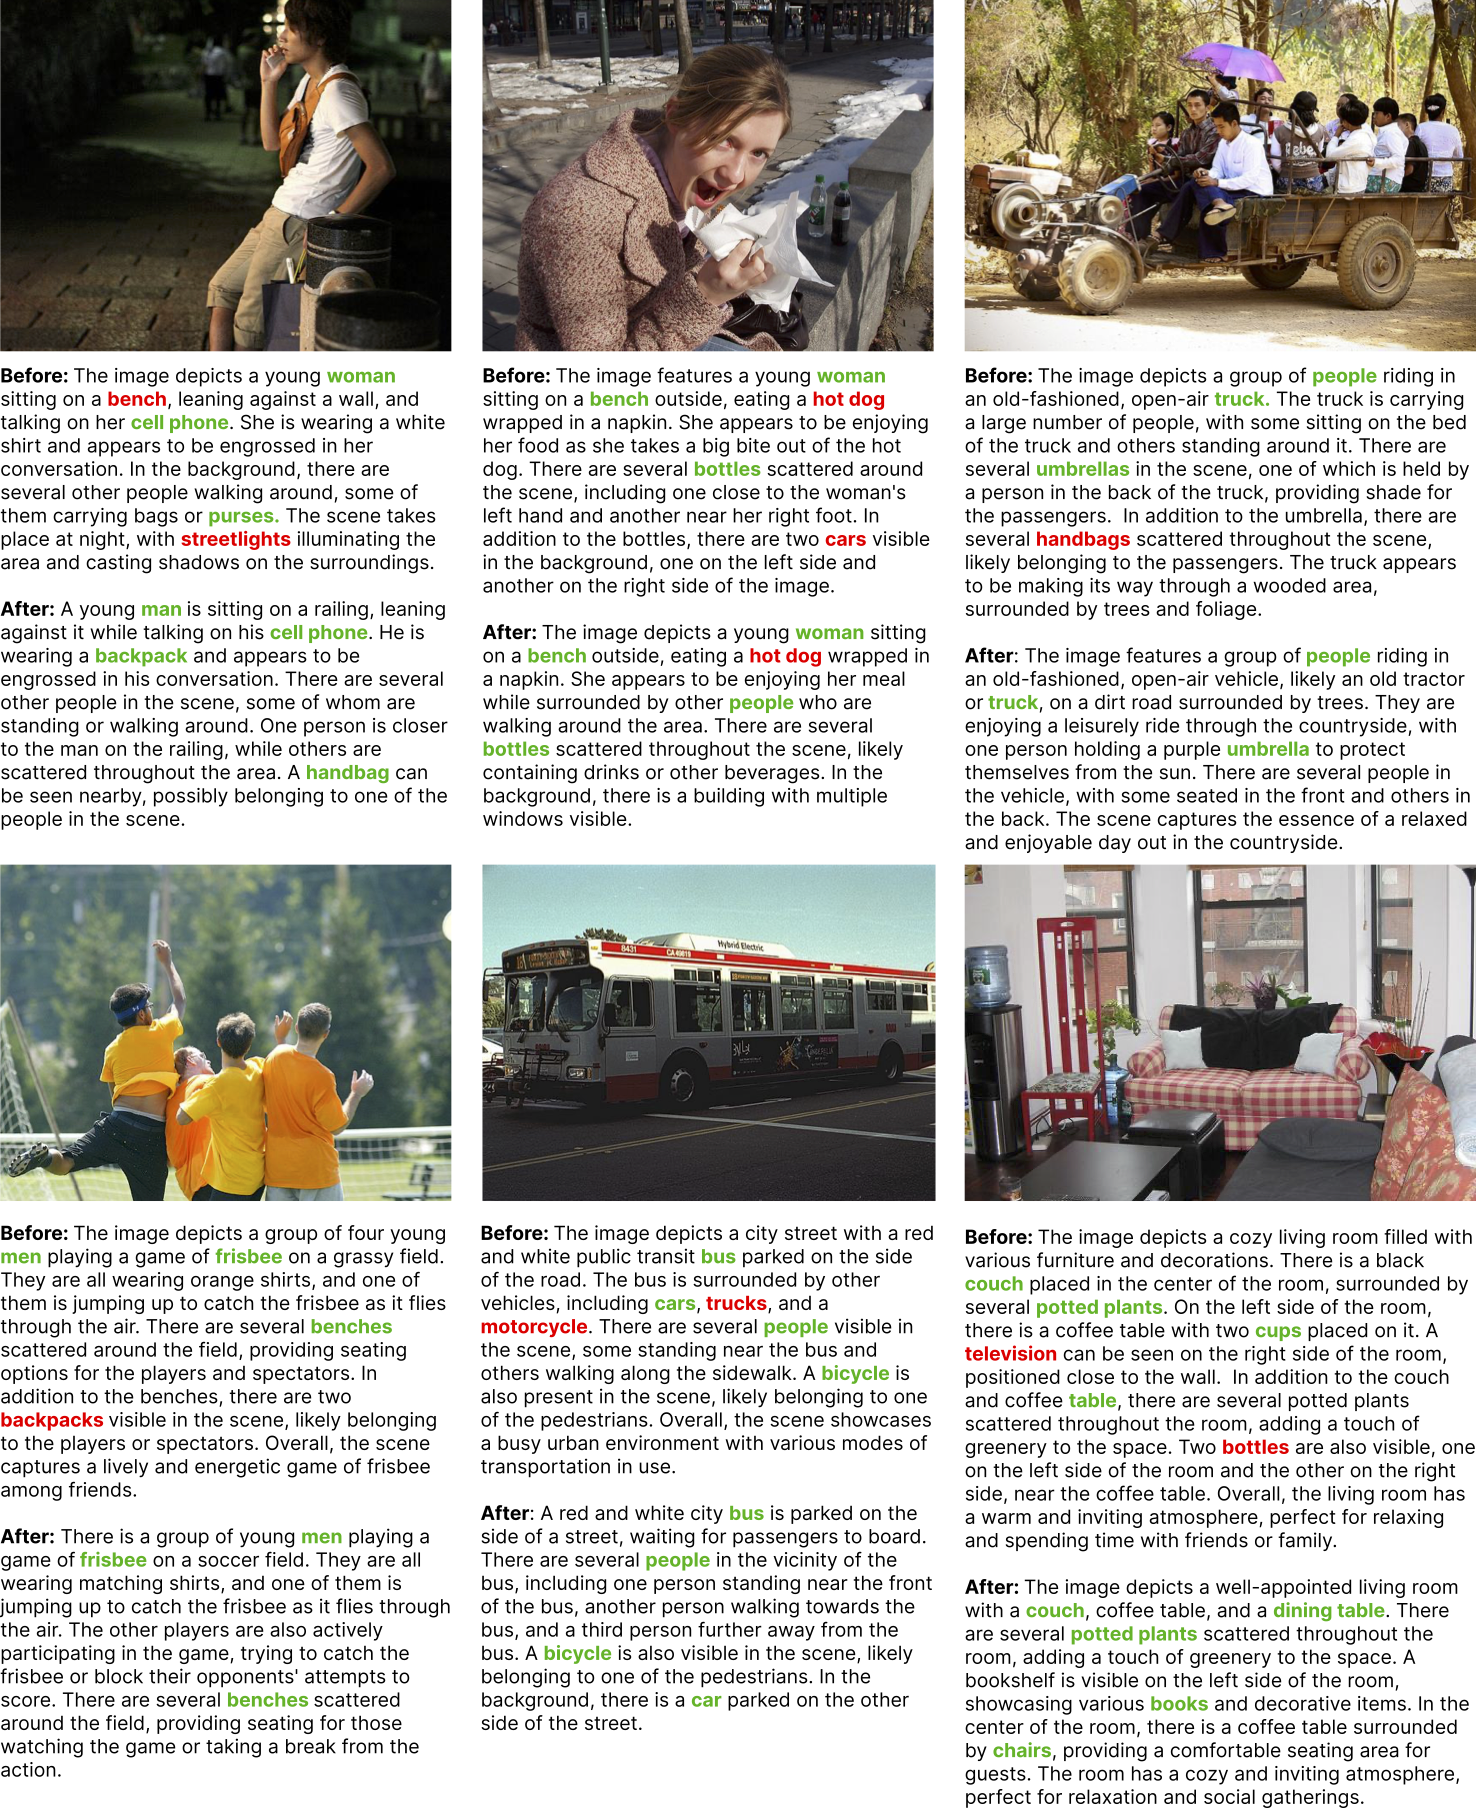 Before: The image depicts a young woman
sitting on a bench, leaning against a wall, and
talking on her cell phone. She is wearing a white
shirt and appears to be engrossed in her
conversation. In the background, there are
several other people walking around, some of
them carrying bags or purses. The scene takes
place at night, with streetlights illuminating the
area and casting shadows on the surroundings.
After: A young man is sitting on a railing, leaning
against it while talking on his cell phone. He is
wearing a backpack and appears to be
engrossed in his conversation. There are several
other people in the scene, some of whom are
standing or walking around. One person is closer
to the man on the railing, while others are
scattered throughout the area. A handbag can
be seen nearby, possibly belonging to one of the
people in the scene.
Before: The image features a young woman
sitting on a bench outside, eating a hot dog
wrapped in a napkin. She appears to be enjoying
her food as she takes a big bite out of the hot
dog. There are several bottles scattered around
the scene, including one close to the woman's
left hand and another near her right foot. In
addition to the bottles, there are two cars visible
in the background, one on the left side and
another on the right side of the image.
After: The image depicts a young woman sitting
on a bench outside, eating a hot dog wrapped in
a napkin. She appears to be enjoying her meal
while surrounded by other people who are
walking around the area. There are several
bottles scattered throughout the scene, likely
containing drinks or other beverages. In the
background, there is a building with multiple
windows visible.
Before: The image depicts a group of people riding in
an old-fashioned, open-air truck. The truck is carrying
a large number of people, with some sitting on the bed
of the truck and others standing around it. There are
several umbrellas in the scene, one of which is held by
a person in the back of the truck, providing shade for
the passengers. In addition to the umbrella, there are
several handbags scattered throughout the scene,
likely belonging to the passengers. The truck appears
to be making its way through a wooded area,
surrounded by trees and foliage.
After: The image features a group of people riding in
an old-fashioned, open-air vehicle, likely an old tractor
or truck, on a dirt road surrounded by trees. They are
enjoying a leisurely ride through the countryside, with
one person holding a purple umbrella to protect
themselves from the sun. There are several people in
the vehicle, with some seated in the front and others in
the back. The scene captures the essence of a relaxed
and enjoyable day out in the countryside.
8431
CA 49819
Hybrid Electric
Before: The image depicts a group of four young
men playing a game of frisbee on a grassy field.
They are all wearing orange shirts, and one of
them is jumping up to catch the frisbee as it flies
through the air. There are several benches
scattered around the field, providing seating
options for the players and spectators. In
addition to the benches, there are two
backpacks visible in the scene, likely belonging
to the players or spectators. Overall, the scene
captures a lively and energetic game of frisbee
among friends.
After: There is a group of young men playing a
game of frisbee on a soccer field. They are all
wearing matching shirts, and one of them is
jumping up to catch the frisbee as it flies through
the air. The other players are also actively
participating in the game, trying to catch the
frisbee or block their opponents' attempts to
score. There are several benches scattered
around the field, providing seating for those
watching the game or taking a break from the
action.
Before: The image depicts a city street with a red
and white public transit bus parked on the side
of the road. The bus is surrounded by other
vehicles, including cars, trucks, and a
motorcycle. There are several people visible in
the scene, some standing near the bus and
others walking along the sidewalk. A bicycle is
also present in the scene, likely belonging to one
of the pedestrians. Overall, the scene showcases
a busy urban environment with various modes of
transportation in use.
After: A red and white city bus is parked on the
side of a street, waiting for passengers to board.
There are several people in the vicinity of the
bus, including one person standing near the front
of the bus, another person walking towards the
bus, and a third person further away from the
bus. A bicycle is also visible in the scene, likely
belonging to one of the pedestrians. In the
background, there is a car parked on the other
side of the street.
Before: The image depicts a cozy living room filled with
various furniture and decorations. There is a black
couch placed in the center of the room, surrounded by
several potted plants. On the left side of the room,
there is a coffee table with two cups placed on it. A
television can be seen on the right side of the room,
positioned close to the wall. In addition to the couch
and coffee table, there are several potted plants
scattered throughout the room, adding a touch of
greenery to the space. Two bottles are also visible, one
on the left side of the room and the other on the right
side, near the coffee table. Overall, the living room has
a warm and inviting atmosphere, perfect for relaxing
and spending time with friends or family.
After: The image depicts a well-appointed living room
with a couch, coffee table, and a dining table. There
are several potted plants scattered throughout the
room, adding a touch of greenery to the space. A
bookshelf is visible on the left side of the room,
showcasing various books and decorative items. In the
center of the room, there is a coffee table surrounded
by chairs, providing a comfortable seating area for
guests. The room has a cozy and inviting atmosphere,
perfect for relaxation and social gatherings.